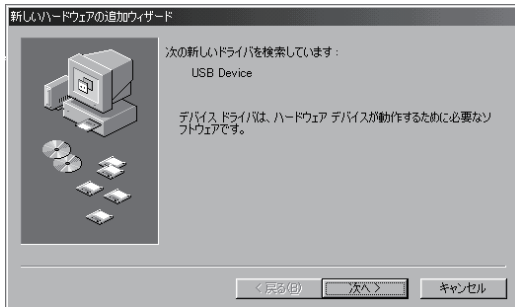 新しいハードウェアの追加ウィザード
次の新しいドライバを検索しています：
USB Device
デバイス ドライバは、ハードウェア デバイスが動作するために必要なソ
フトウェアです。
< 戻る(B)
次へ >
キャンセル